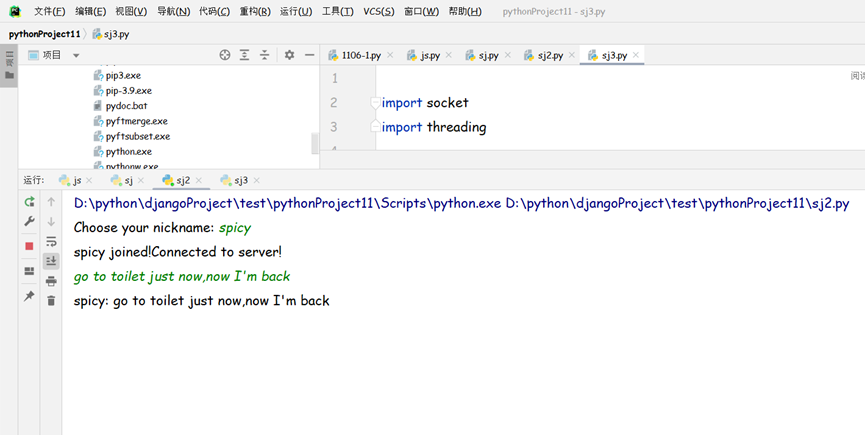 文件(F) 编辑(E) 视图(V) 导航(N) 代码(C) 重构(R) 运行(U) 工具(T) VCS(S) 窗口(W) 帮助(H) pythonProject11 - sj3.py
pythonProject11 sj3.py
项目
1106-1.py js.py sj.py sj2.py sj3.py
项目
pip3.exe
pip-3.9.exe
pydoc.bat
pyftmerge.exe
pyftsubset.exe
python.exe
pythonw.exe
1
2 import socket
3 import threading
运行: js sj sj2 sj3
D:\python\djangoProject\test\pythonProject11\Scripts\python.exe D:\python\djangoProject\test\pythonProject11\sj2.py
Choose your nickname: spicy
spicy joined!Connected to server!
go to toilet just now,now I'm back
spicy: go to toilet just now,now I'm back